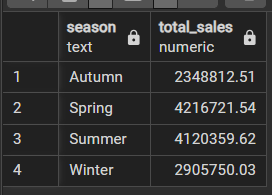 season total_sales
text numeric
1 Autumn 2348812.51
2 Spring 4216721.54
3 Summer 4120359.62
4 Winter 2905750.03